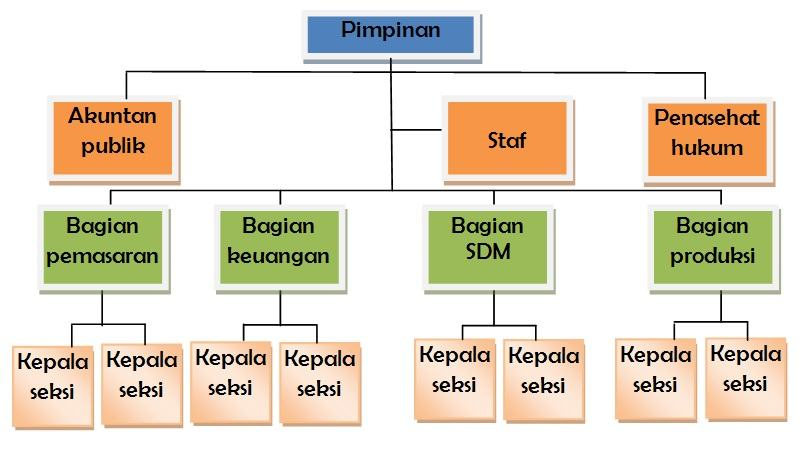 Pimpinan
Akuntan
publik
Staf
Penasehat
hukum
Bagian
pemasaran
Bagian
keuangan
Bagian
SDM
Bagian
produksi
Kepala
seksi
Kepala
seksi
Kepala
seksi
Kepala
seksi
Kepala
seksi
Kepala
seksi
Kepala
seksi
Kepala
seksi